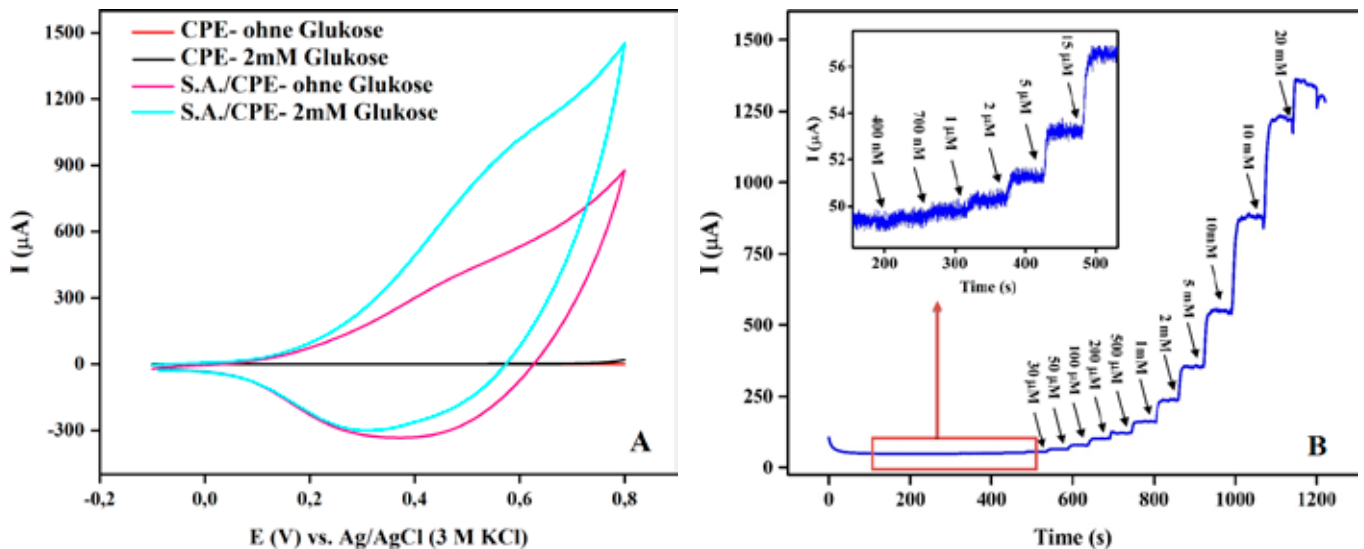 CPE- ohne Glukose
CPE- 2mM Glukose
S.A./CPE- ohne Glukose
S.A./CPE- 2mM Glukose
1500
1200
900
600
300
0
-300
I (µA)
A
-0,2
0,0
0,2
0,4
0,6
0,8
E (V) vs. Ag/AgCl (3 M KCl)
1500
1250
1000
750
500
250
0
I (µA)
56
55
53
51
50
I (µA)
400 nM
700 nM
1 µM
2 µM
5 µM
15 µM
200
300
400
500
Time (s)
30 µM
50 µM
100 µM
200 µM
500 µM
1mM
2 mM
5 mM
10mM
10 mM
20 mM
B
0
200
400
600
800
1000
1200
Time (s)